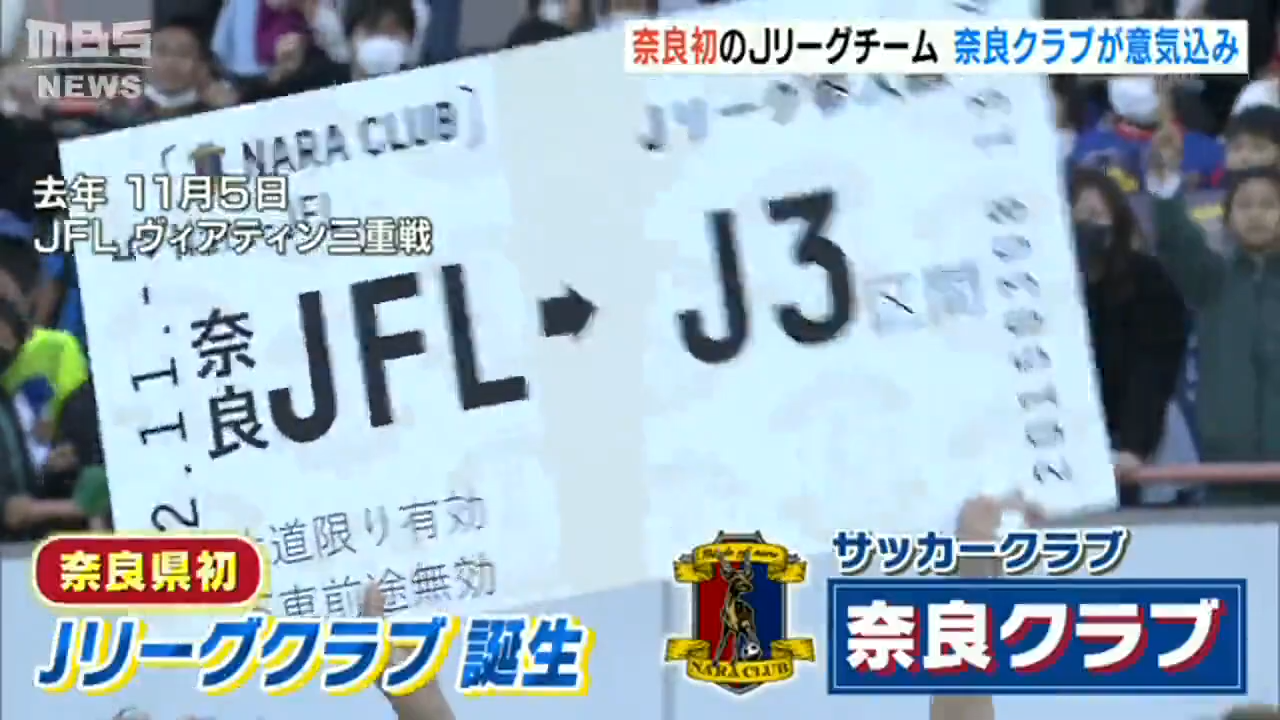 MBS
NEWS
奈良初のJリーグチーム 奈良クラブが意気込み
去年 11月5日
JFL ヴィアティン三重戦
NARA CLUB
JFL
奈良
JFL→J3
区間
道限り有効
車前途無効
奈良県初
Jリーグクラブ 誕生
サッカークラブ
奈良クラブ
NARA CLUB